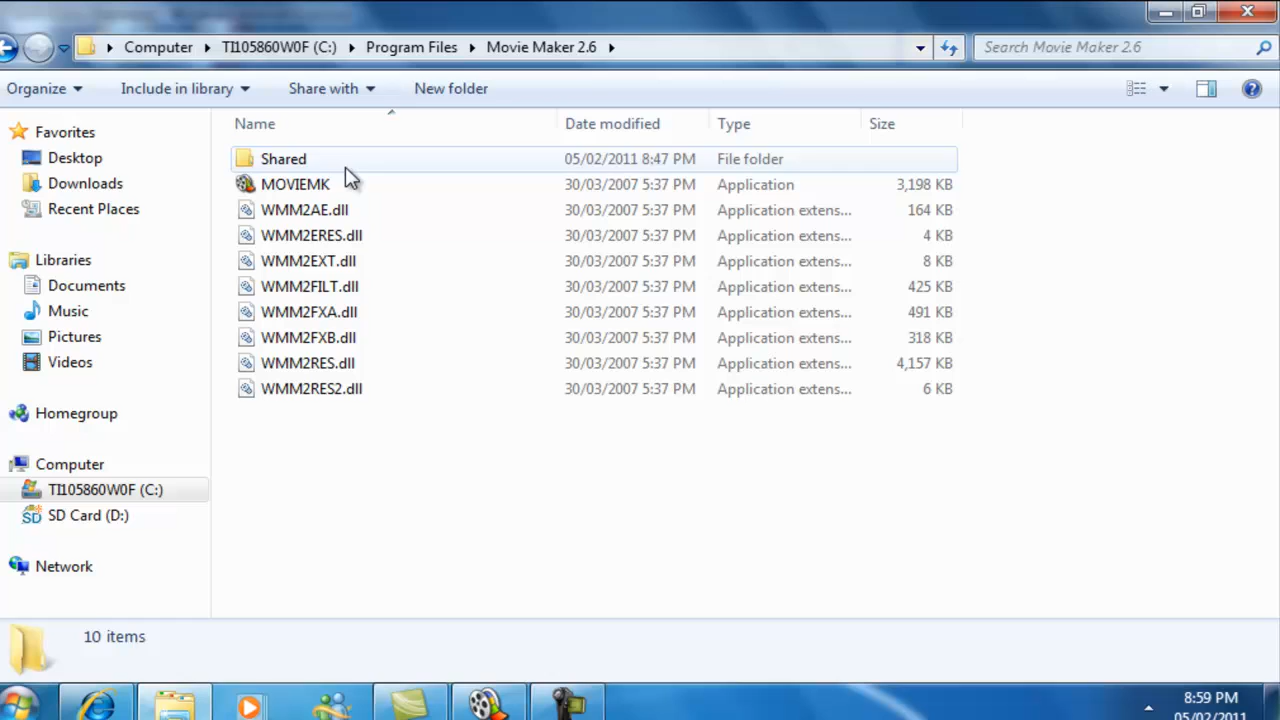 Computer TI105860W0F (C:) Program Files Movie Maker 2.6 Search Movie Maker 2.6
Organize Include in library Share with New folder
Name Date modified Type Size
Favorites
Desktop
Downloads
Recent Places
Libraries
Documents
Music
Pictures
Videos
Homegroup
Computer
TI105860W0F (C:)
SD Card (D:)
Network
Shared 05/02/2011 8:47 PM File folder
MOVIEMK 30/03/2007 5:37 PM Application 3,198 KB
WMM2AE.dll 30/03/2007 5:37 PM Application extens... 164 KB
WMM2ERES.dll 30/03/2007 5:37 PM Application extens... 4 KB
WMM2EXT.dll 30/03/2007 5:37 PM Application extens... 8 KB
WMM2FILT.dll 30/03/2007 5:37 PM Application extens... 425 KB
WMM2FXA.dll 30/03/2007 5:37 PM Application extens... 491 KB
WMM2FXB.dll 30/03/2007 5:37 PM Application extens... 318 KB
WMM2RES.dll 30/03/2007 5:37 PM Application extens... 4,157 KB
WMM2RES2.dll 30/03/2007 5:37 PM Application extens... 6 KB
10 items
8:59 PM
05/02/2011